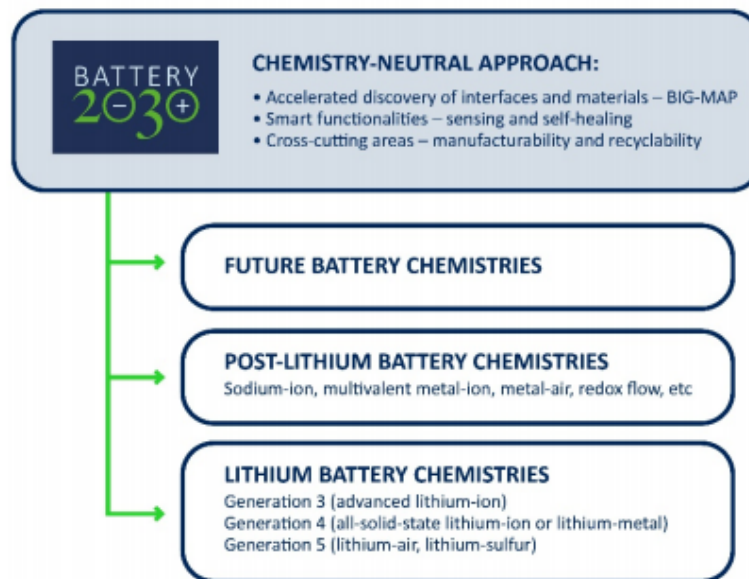 BATTERY
2030
CHEMISTRY-NEUTRAL APPROACH:
• Accelerated discovery of interfaces and materials – BIG-MAP
• Smart functionalities – sensing and self-healing
• Cross-cutting areas – manufacturability and recyclability
FUTURE BATTERY CHEMISTRIES
POST-LITHIUM BATTERY CHEMISTRIES
Sodium-ion, multivalent metal-ion, metal-air, redox flow, etc
LITHIUM BATTERY CHEMISTRIES
Generation 3 (advanced lithium-ion)
Generation 4 (all-solid-state lithium-ion or lithium-metal)
Generation 5 (lithium-air, lithium-sulfur)